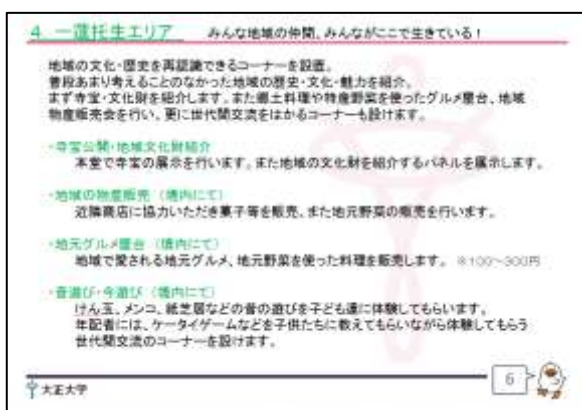 4 一蓮托生エリア　みんな地域の仲間、みんながここで生きている！
地域の文化・歴史を再認識できるコーナーを設置。
普段あまり考えることのなかった地域の歴史・文化・魅力を紹介。
まず寺宝・文化財を紹介します。また郷土料理や特産野菜を使ったグルメ屋台、地域
物産販売会を行い、更に世代間交流をはかるコーナーも設けます。
・寺宝公開・地域文化財紹介
本堂で寺宝の展示を行います。また地域の文化財を紹介するパネルを展示します。
・地域の物産販売（境内にて）
近隣商店に協力いただき菓子等を販売、また地元野菜の販売を行います。
・地元グルメ屋台（境内にて）
地域で愛される地元グルメ、地元野菜を使った料理を販売します。 ※100～300円
・昔遊び・今遊び（境内にて）
けん玉、メンコ、紙芝居などの昔の遊びを子ども達に体験してもらいます。
年配者には、ケータイゲームなどを子供たちに教えてもらいながら体験してもらう
世代間交流のコーナーを設けます。
大正大学
6